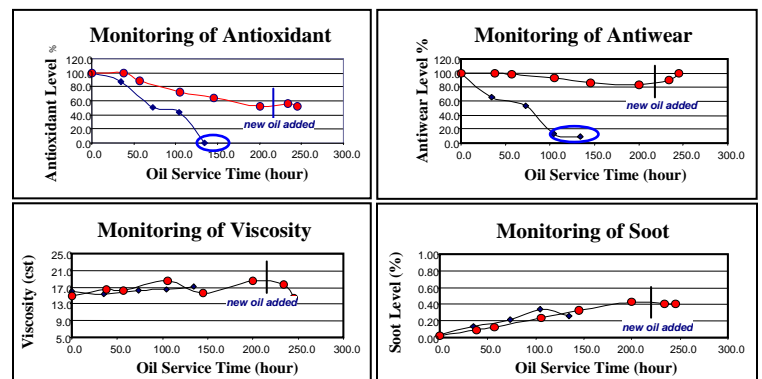 Monitoring of Antioxidant
Antioxidant Level %
120.0
100.0
80.0
60.0
40.0
20.0
0.0
new oil added
0.0 50.0 100.0 150.0 200.0 250.0 300.0
Oil Service Time (hour)
Monitoring of Antiwear
Antiwear Level %
120.0
100.0
80.0
60.0
40.0
20.0
0.0
new oil added
0.0 50.0 100.0 150.0 200.0 250.0 300.0
Oil Service Time (hour)
Monitoring of Viscosity
Viscosity (cst)
25.0
21.0
17.0
13.0
9.0
5.0
new oil added
0.0 50.0 100.0 150.0 200.0 250.0 300.0
Oil Service Time (hour)
Monitoring of Soot
Soot Level (%)
1.00
0.80
0.60
0.40
0.20
0.00
new oil added
0.0 50.0 100.0 150.0 200.0 250.0 300.0
Oil Service Time (hour)